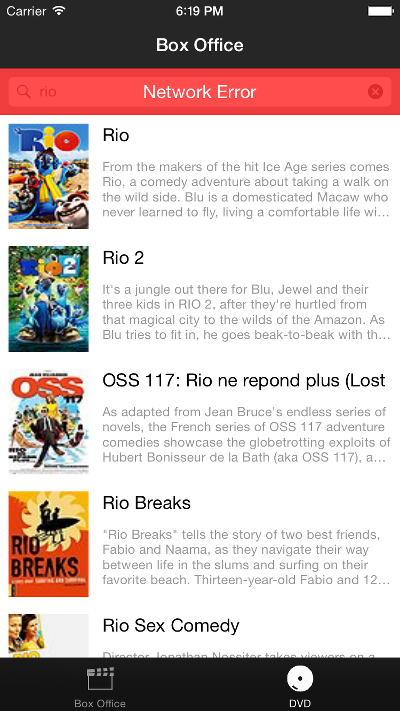 Carrier 6:19 PM
Box Office
rio Network Error
Rio
From the makers of the hit Ice Age series comes
Rio, a comedy adventure about taking a walk on
the wild side. Blu is a domesticated Macaw who
never learned to fly, living a comfortable life wi...
RIO
Rio 2
It's a jungle out there for Blu, Jewel and their
three kids in RIO 2, after they're hurtled from
that magical city to the wilds of the Amazon. As
Blu tries to fit in, he goes beak-to-beak with th...
RIO 2
OSS 117: Rio ne repond plus (Lost
As adapted from Jean Bruce's endless series of
novels, the French series of OSS 117 adventure
comedies showcase the globetrotting exploits of
Hubert Bonisseur de la Bath (aka OSS 117), a...
JEAN DUJARDIN
OSS
117
Rio Breaks
"Rio Breaks" tells the story of two best friends,
Fabio and Naama, as they navigate their way
between life in the slums and surfing on their
favorite beach. Thirteen-year-old Fabio and 12...
RIO
BREAKS
Rio Sex Comedy
Director Jonathan Nossiter takes viewers on a
Box Office
DVD